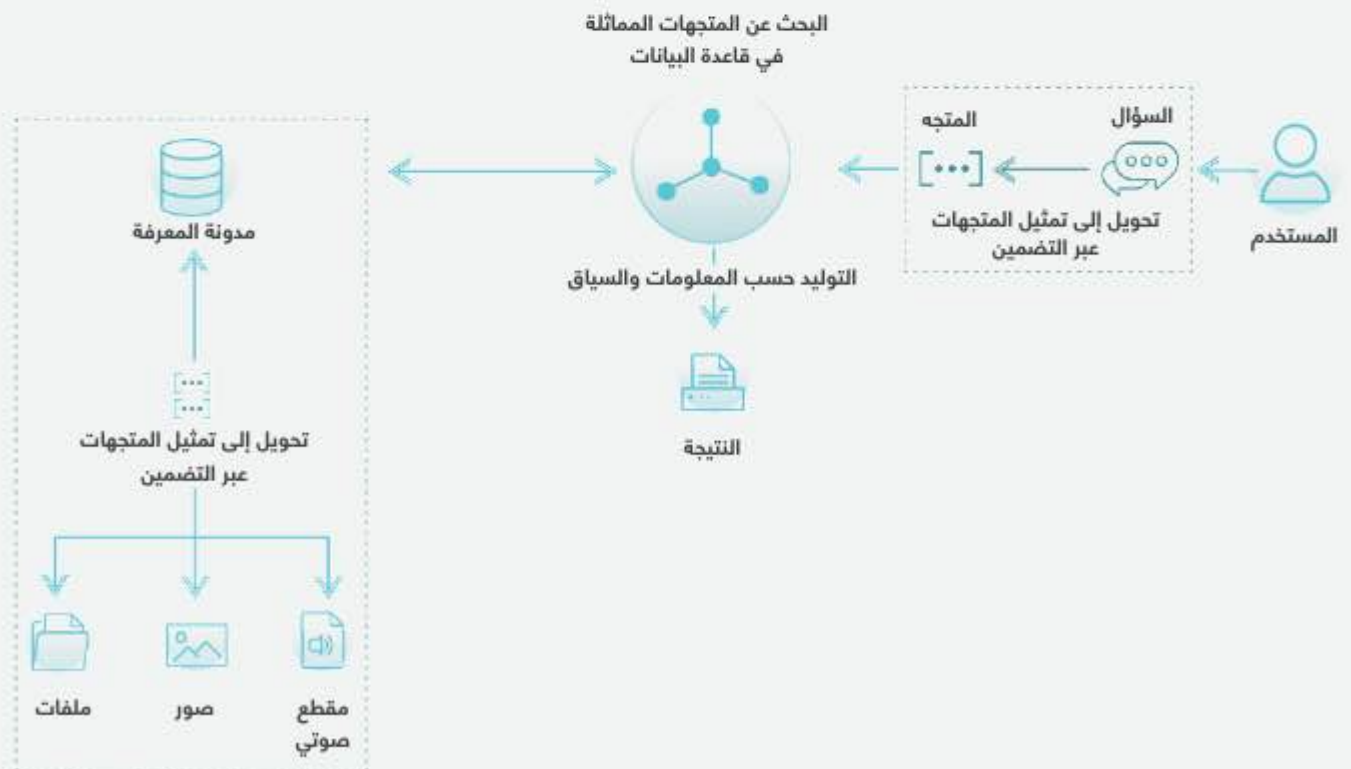 البحث عن المتجهات المماثلة
في قاعدة البيانات
المستخدم
السؤال
المتجه
تحويل إلى تمثيل المتجهات
عبر التضمين
التوليد حسب المعلومات والسياق
النتيجة
مدونة المعرفة
تحويل إلى تمثيل المتجهات
عبر التضمين
مقطع
صوتي
صور
ملفات